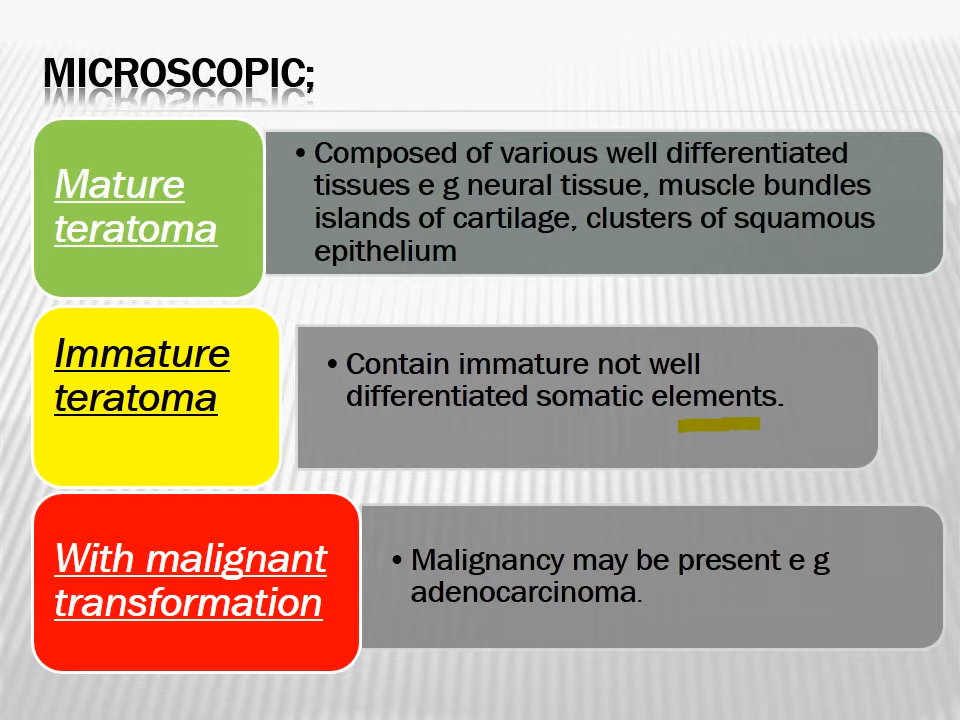 MICROSCOPIC;
Mature
teratoma
• Composed of various well differentiated
tissues e g neural tissue, muscle bundles
islands of cartilage, clusters of squamous
epithelium
Immature
teratoma
• Contain immature not well
differentiated somatic elements.
With malignant
transformation
• Malignancy may be present e g
adenocarcinoma.